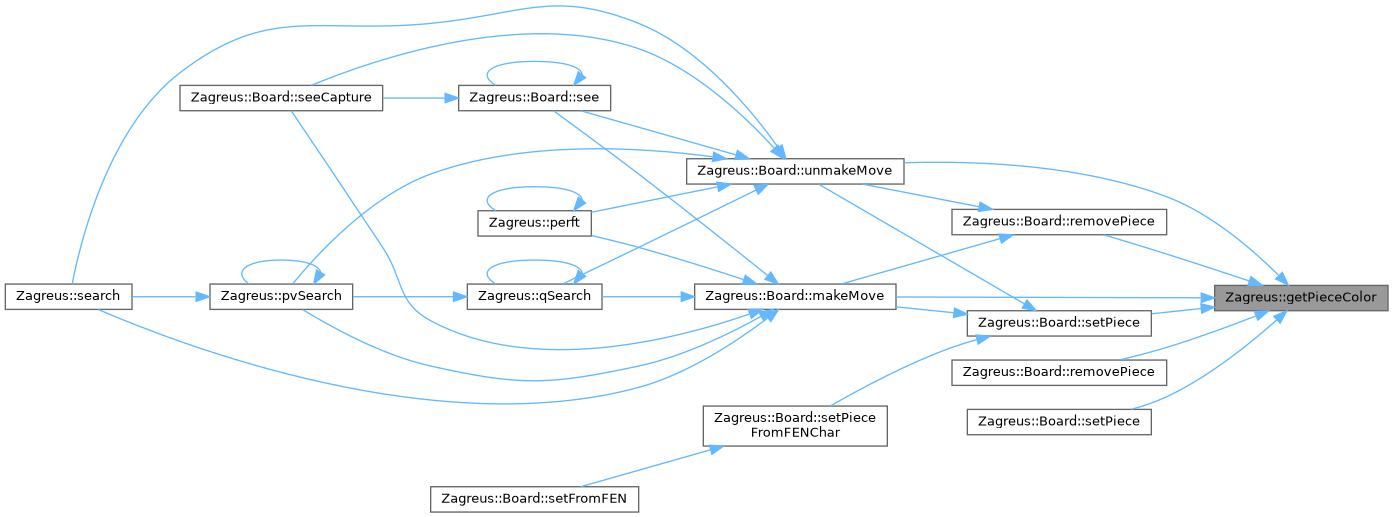 Zagreus::Board::seeCapture
Zagreus::Board::see
Zagreus::Board::unmakeMove
Zagreus::perft
Zagreus::Board::removePiece
Zagreus::search
Zagreus::pvSearch
Zagreus::qSearch
Zagreus::Board::makeMove
Zagreus::getPieceColor
Zagreus::Board::setPiece
Zagreus::Board::removePiece
Zagreus::Board::setPiece
FromFENChar
Zagreus::Board::setPiece
Zagreus::Board::setFromFEN